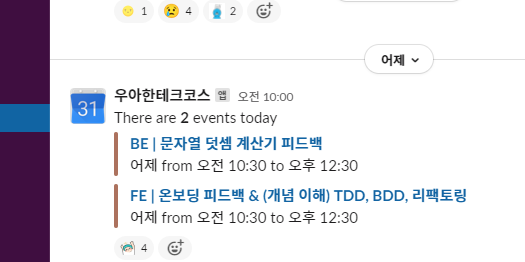 1 4 2
어제
31
우아한테크코스 앱 오전 10:00
There are 2 events today
BE | 문자열 덧셈 계산기 피드백
어제 from 오전 10:30 to 오후 12:30
FE | 온보딩 피드백 & (개념 이해) TDD, BDD, 리팩토링
어제 from 오전 10:30 to 오후 12:30
4